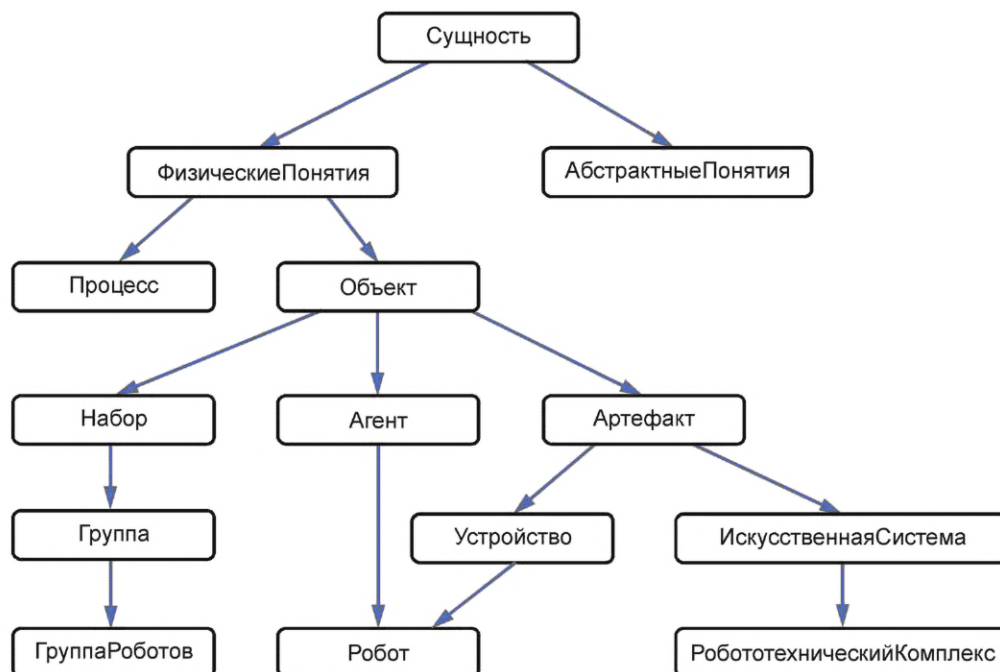 Сущность
ФизическиеПонятия
АбстрактныеПонятия
Процесс
Объект
Набор
Агент
Артефакт
Группа
Устройство
ИскусственнаяСистема
ГруппаРоботов
Робот
РобототехническийКомплекс